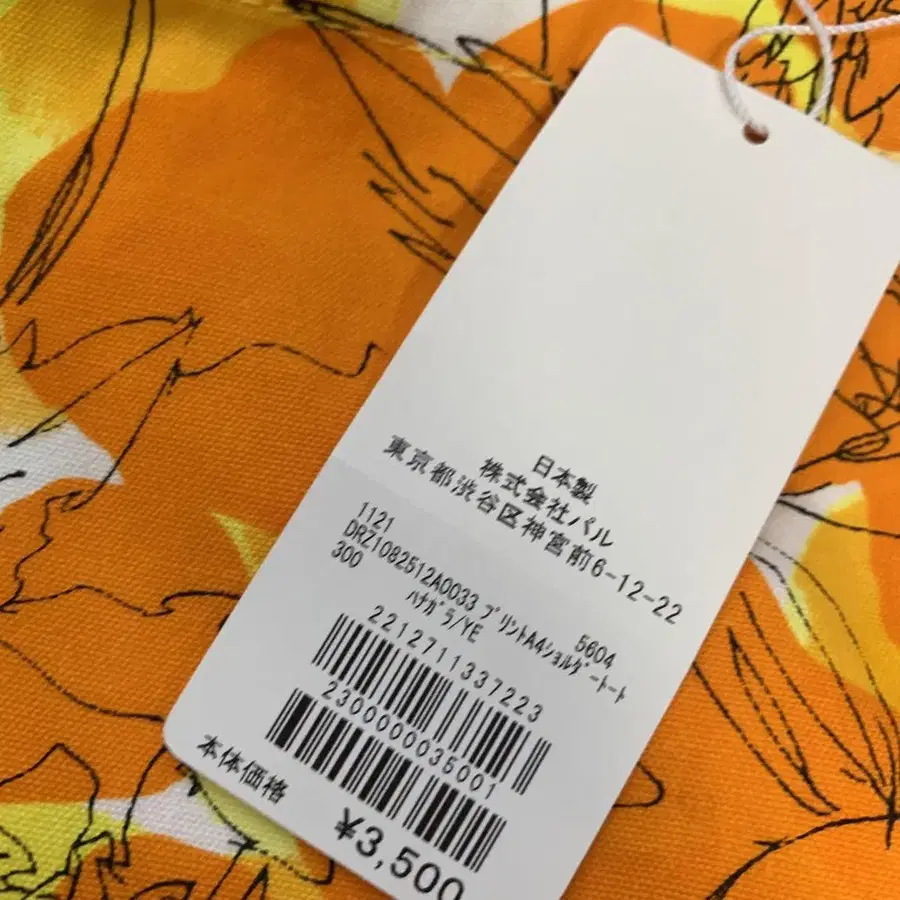 日本製
株式会社パル
東京都渋谷区神宮前6-12-22
1121 5604
DRZ1082512A0033 プリントA4ショルダートート
300 ハナガラ/YE
221271133723
2300000035001
本体価格
¥3,500